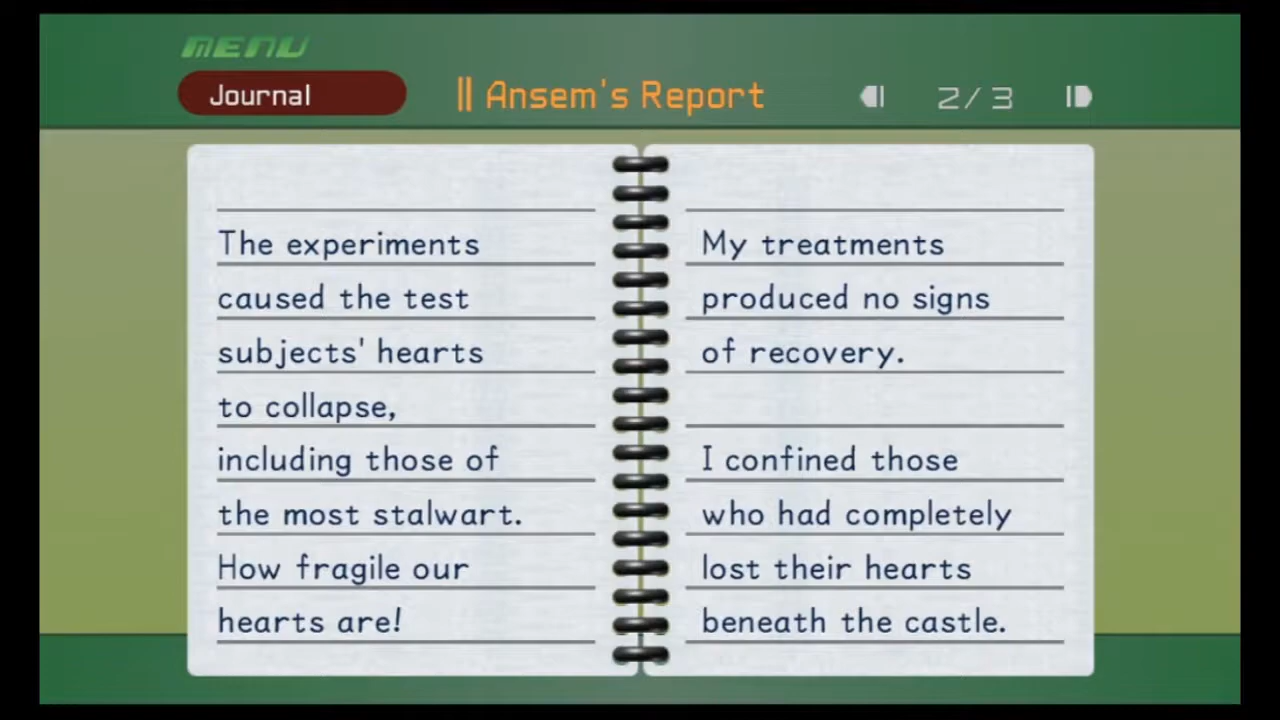 MENU
Journal
Ansem's Report
2/3
The experiments
caused the test
subjects' hearts
to collapse,
including those of
the most stalwart.
How fragile our
hearts are!
My treatments
produced no signs
of recovery.
I confined those
who had completely
lost their hearts
beneath the castle.